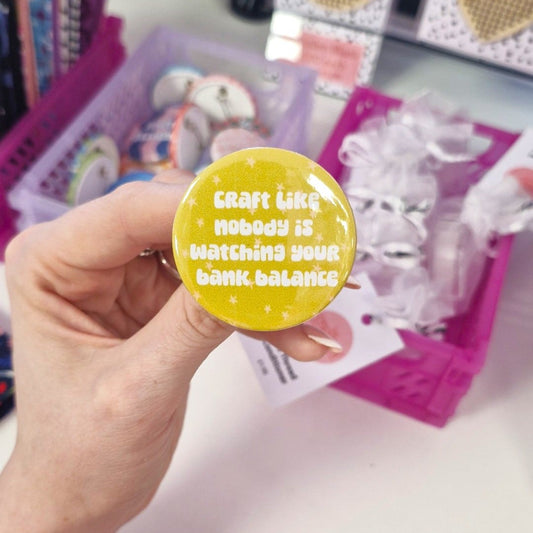 Craft like
nobody is
watching your
bank balance